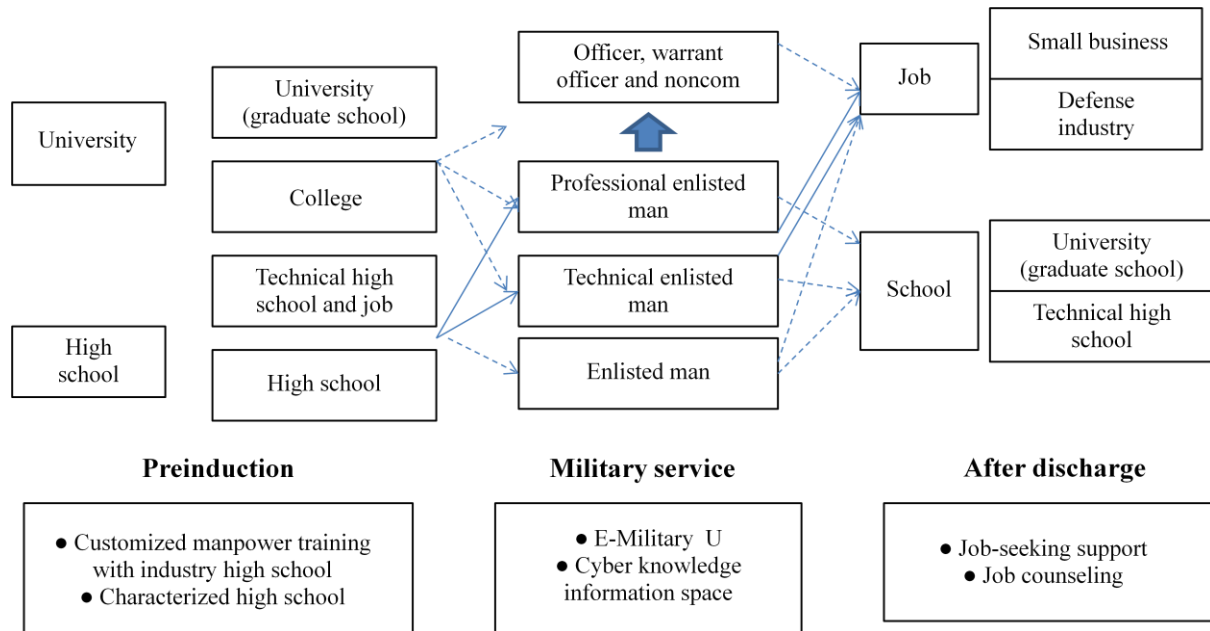 University
High
school
University
(graduate school)
College
Technical high
school and job
High school
Officer, warrant
officer and noncom
Professional enlisted
man
Technical enlisted
man
Enlisted man
Job
School
Small business
Defense
industry
University
(graduate school)
Technical high
school
Preinduction
Military service
After discharge
● Customized manpower training
with industry high school
● Characterized high school
● E-Military U
● Cyber knowledge
information space
● Job-seeking support
● Job counseling